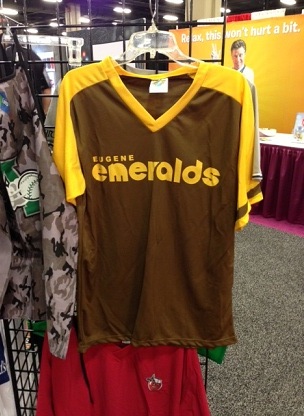 Relax, this won't hurt a bit.
EUGENE
emeralds